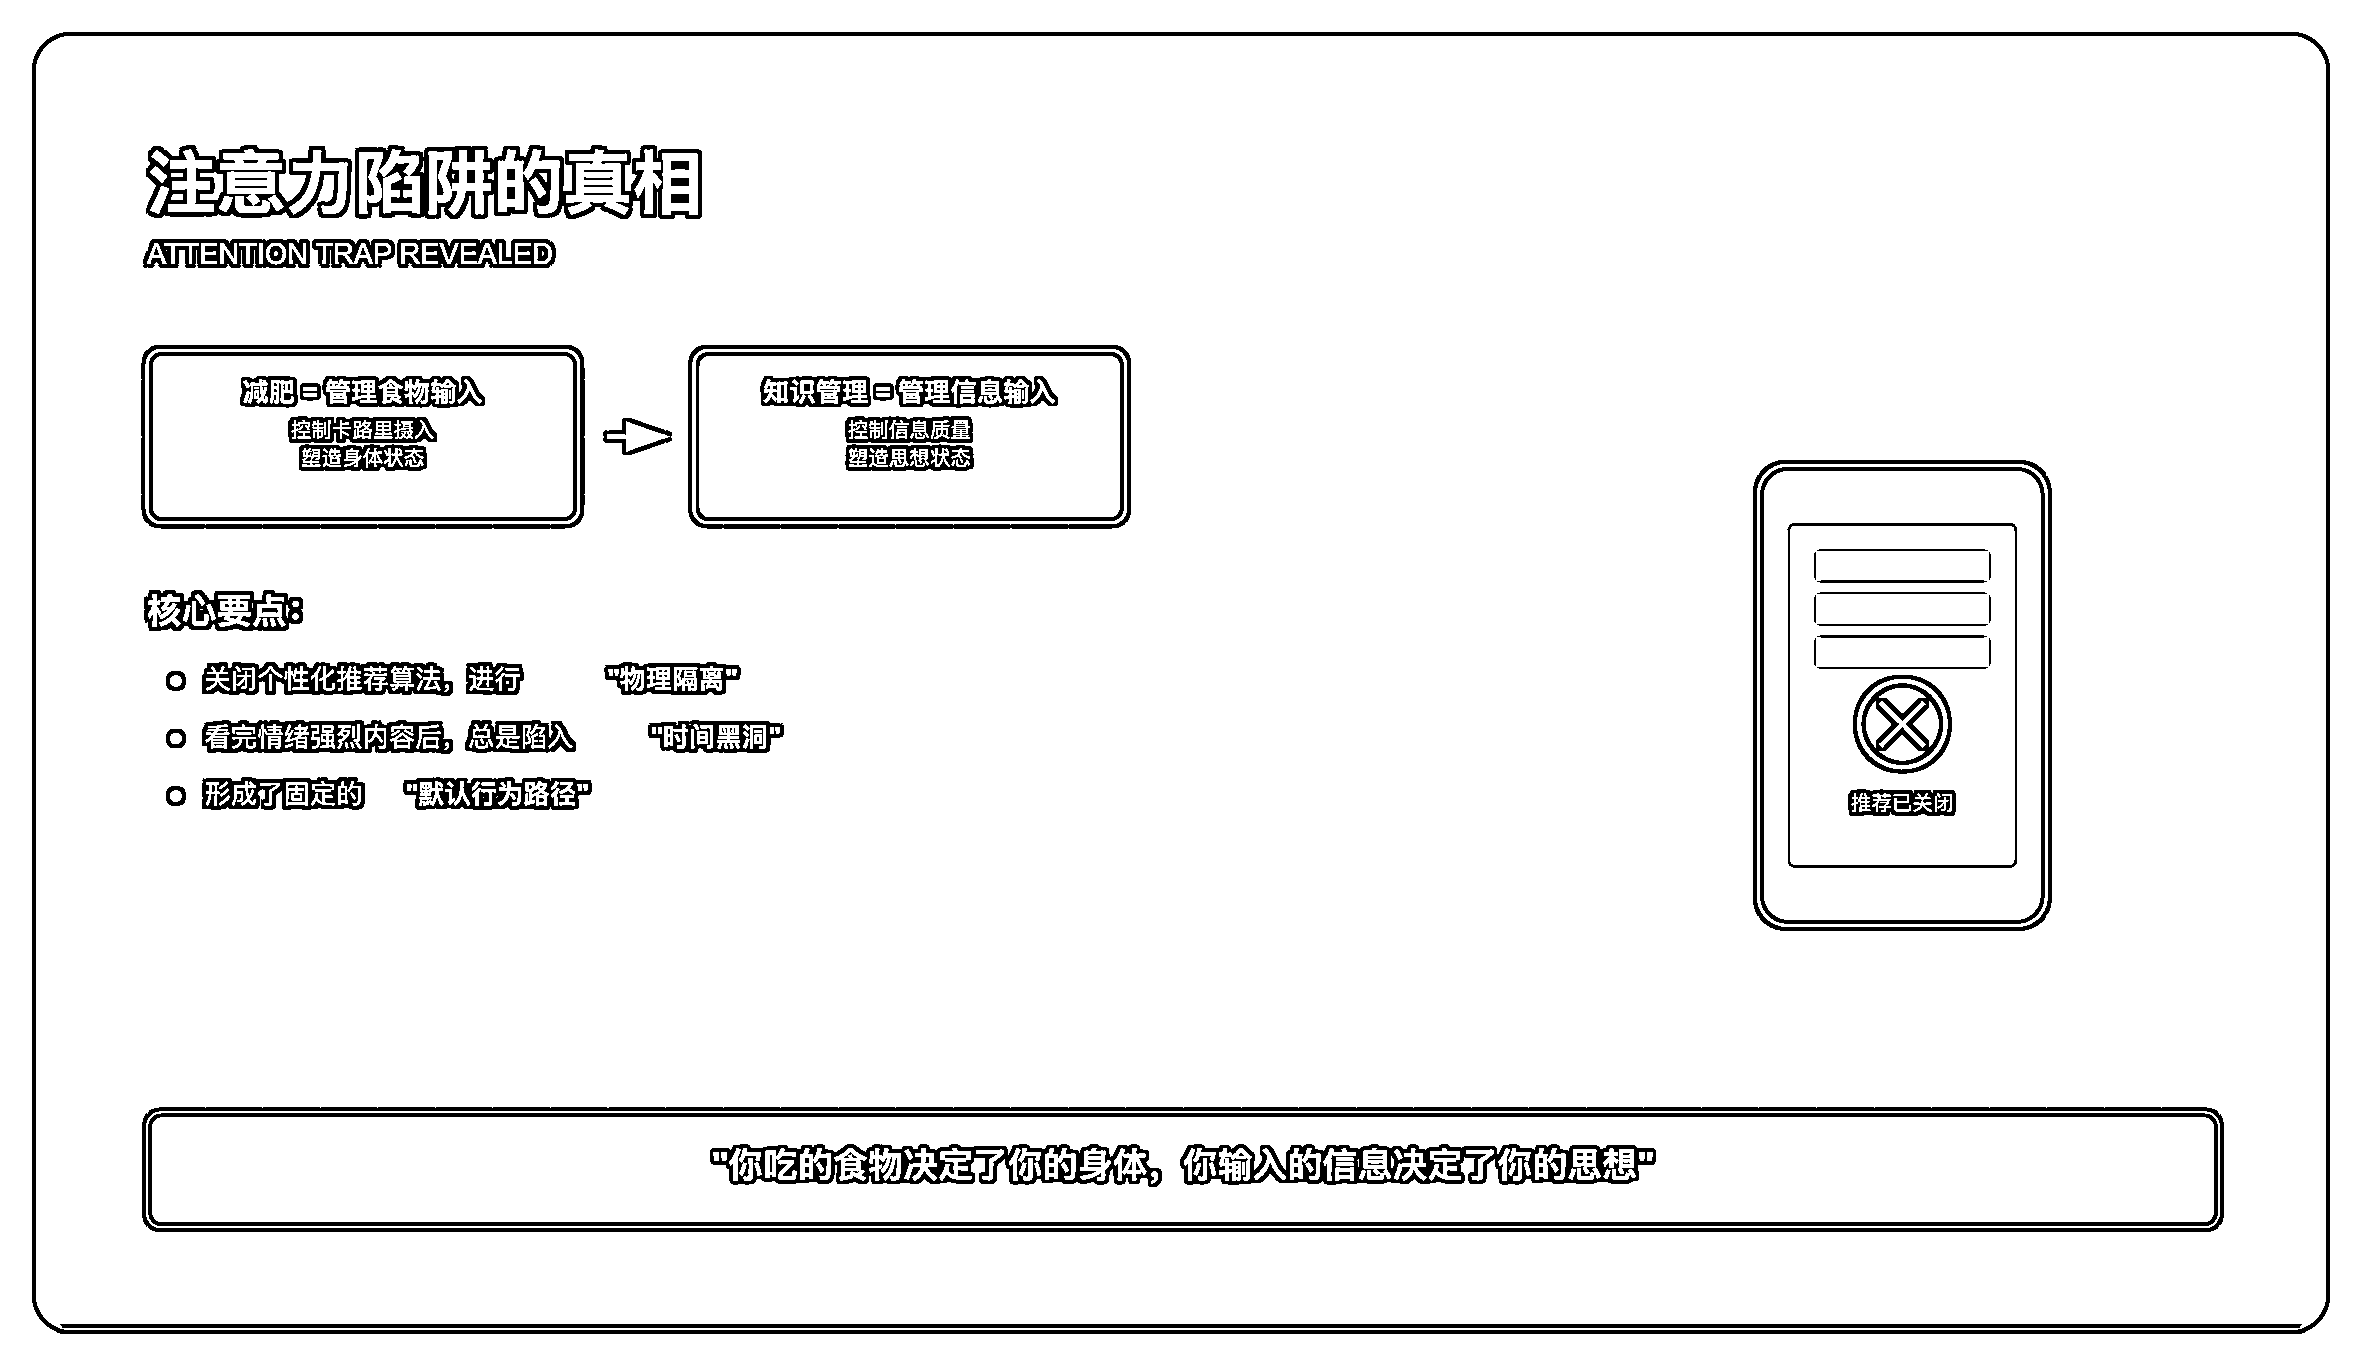 注意力陷阱的真相
ATTENTION TRAP REVEALED
减肥 = 管理食物输入
控制卡路里摄入
塑造身体状态
知识管理 = 管理信息输入
控制信息质量
塑造思想状态
核心要点：
关闭个性化推荐算法，进行 "物理隔离"
看完情绪强烈内容后，总是陷入 "时间黑洞"
形成了固定的 "默认行为路径"
推荐已关闭
"你吃的食物决定了你的身体，你输入的信息决定了你的思想"